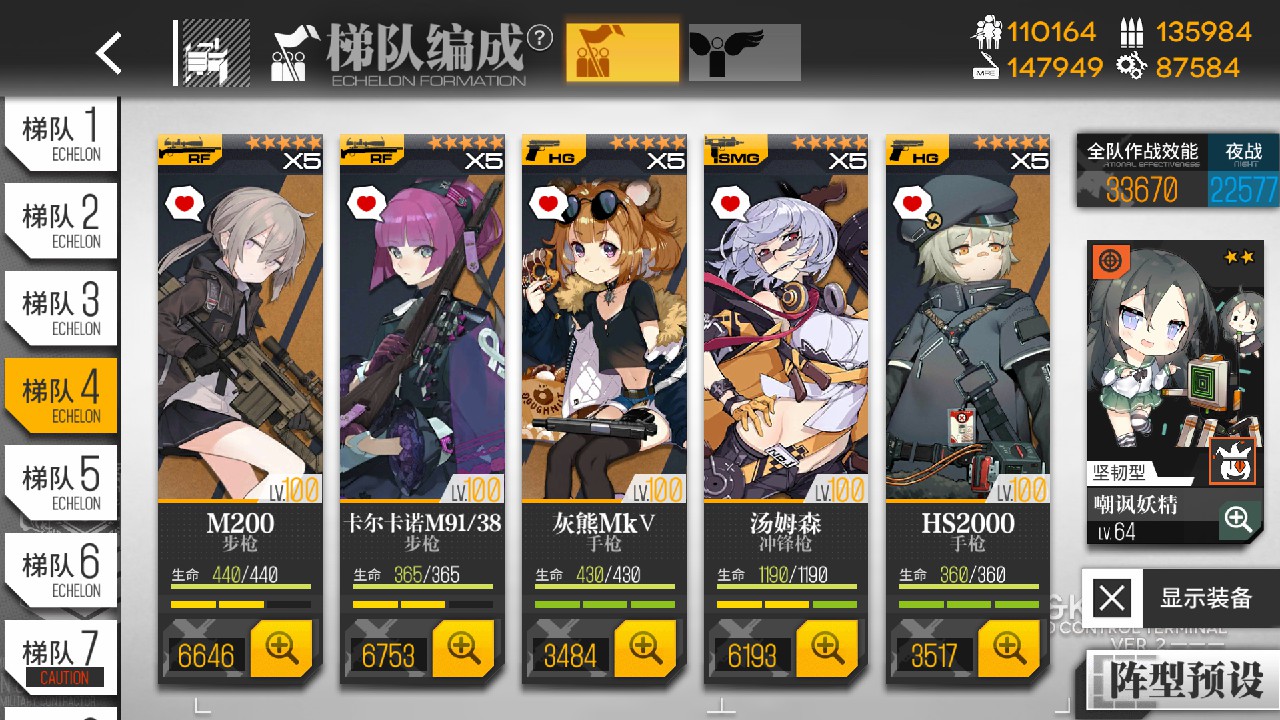 梯队编成
?
ECHELON FORMATION
110164
135984
MRE
147949
87584
梯队 1
ECHELON
梯队 2
ECHELON
梯队 3
ECHELON
梯队 4
ECHELON
梯队 5
ECHELON
梯队 6
ECHELON
梯队 7
CAUTION
RF
X5
LV.100
M200
步枪
生命 440/440
6646
RF
X5
LV.100
卡尔卡诺M91/38
步枪
生命 365/365
6753
HG
X5
DOUGHNUT
LV.100
灰熊MkV
手枪
生命 430/430
3484
SMG
X5
LV.100
汤姆森
冲锋枪
生命 1190/1190
6193
HG
X5
LV.100
HS2000
手枪
生命 360/360
3517
全队作战效能
33670
夜战
NIGHT
22577
坚韧型
嘲讽妖精
LV.64
显示装备
CONTROL TERMINAL
VER.2
阵型预设